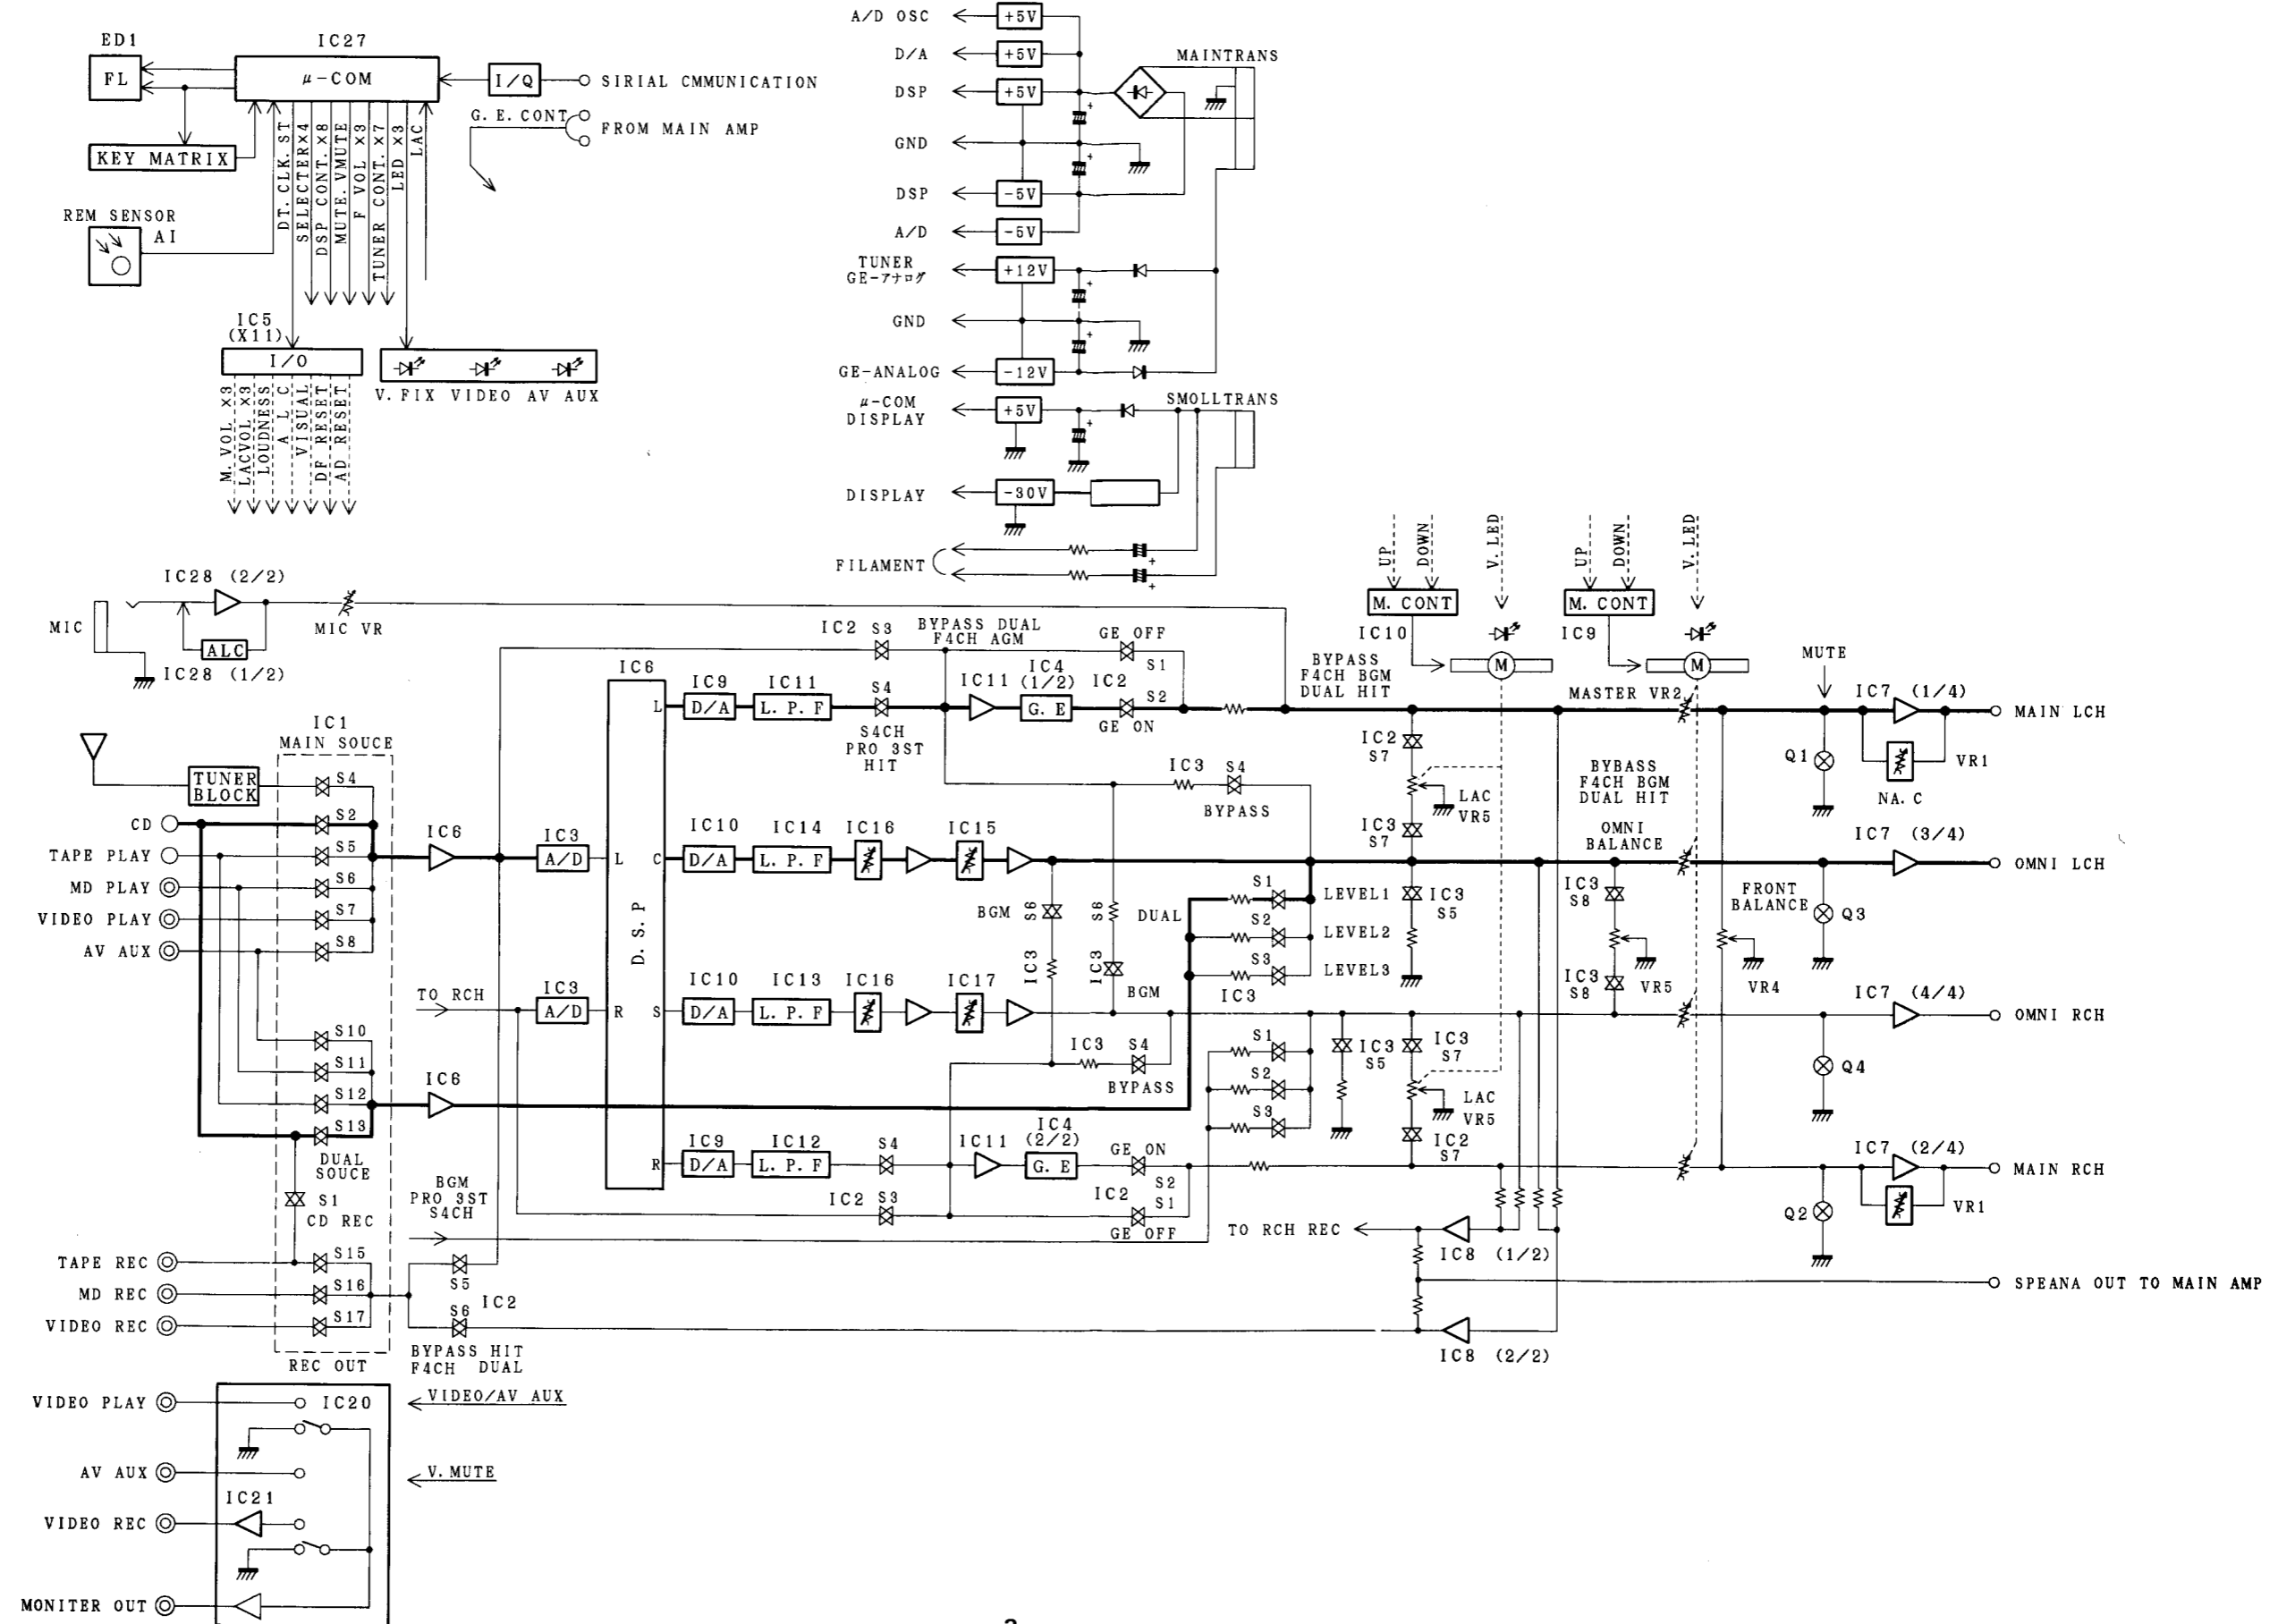 ED1
IC27
FL
μ-COM
I/Q
SIRIAL CMMUNICATION
G. E. CONT
FROM MAIN AMP
KEY MATRIX
REM SENSOR
AI
DT. CLK. ST
SELECTER×4
DSP CONT. ×8
MUTE. VMUTE
F VOL ×3
TUNER CONT. ×7
LED ×3
LAC
IC5
(X11)
I/O
V. FIX VIDEO AV AUX
M. VOL ×3
LACVOL ×3
LOUDNESS
A L C
VISUAL
DF RESET
AD RESET
A/D OSC
+5V
D/A
+5V
MAINTRANS
DSP
+5V
+
GND
+
DSP
-5V
A/D
-5V
TUNER
GE-アナログ
+12V
+
GND
+
GE-ANALOG
-12V
μ-COM
DISPLAY
+5V
SMOLLTRANS
+
DISPLAY
-30V
FILAMENT
+
+
UP
DOWN
V. LED
UP
DOWN
V. LED
M. CONT
M. CONT
IC10
IC9
M
M
IC28 (2/2)
MIC
MIC VR
ALC
IC28 (1/2)
IC2 S3
BYPASS DUAL
F4CH AGM
GE OFF
S1
BYPASS
F4CH BGM
DUAL HIT
MUTE
IC6
IC9
IC11
S4
IC11
IC4
(1/2)
IC2
S2
GE ON
MASTER VR2
IC7 (1/4)
L
D/A
L. P. F
G. E
MAIN LCH
S4CH
PRO 3ST
HIT
IC1
MAIN SOUCE
TUNER
BLOCK
S4
IC3 S4
BYPASS
IC2
S7
LAC
VR5
IC3
S7
BYBASS
F4CH BGM
DUAL HIT
OMNI
BALANCE
Q1
VR1
NA. C
CD
S2
TAPE PLAY
S5
MD PLAY
S6
VIDEO PLAY
S7
AV AUX
S8
IC6
IC3
A/D
L
C
IC10
D/A
IC14
L. P. F
IC16
IC15
IC7 (3/4)
OMNI LCH
D. S. P
BGM
S6
IC3
S6
IC3
BGM
DUAL
S1
LEVEL1
S2
LEVEL2
S3
LEVEL3
IC3
IC3
S5
IC3
S8
IC3
S8
VR5
FRONT
BALANCE
VR4
Q3
TO RCH
IC3
A/D
R
S
IC10
D/A
IC13
L. P. F
IC16
IC17
IC7 (4/4)
OMNI RCH
S10
S11
S12
S13
DUAL
SOUCE
IC6
IC3 S4
BYPASS
S1
S2
S3
IC3
S5
IC3
S7
LAC
VR5
IC2
S7
Q4
R
IC9
D/A
IC12
L. P. F
S4
IC11
IC4
(2/2)
G. E
GE ON
S2
IC7 (2/4)
MAIN RCH
IC2 S3
IC2
S1
GE OFF
VR1
Q2
S1
CD REC
BGM
PRO 3ST
S4CH
TO RCH REC
IC8 (1/2)
TAPE REC
S15
S5
MD REC
S16
IC2
S6
VIDEO REC
S17
SPEANA OUT TO MAIN AMP
IC8 (2/2)
REC OUT
BYPASS HIT
F4CH DUAL
VIDEO PLAY
IC20
VIDEO/AV AUX
AV AUX
V. MUTE
IC21
VIDEO REC
MONITER OUT